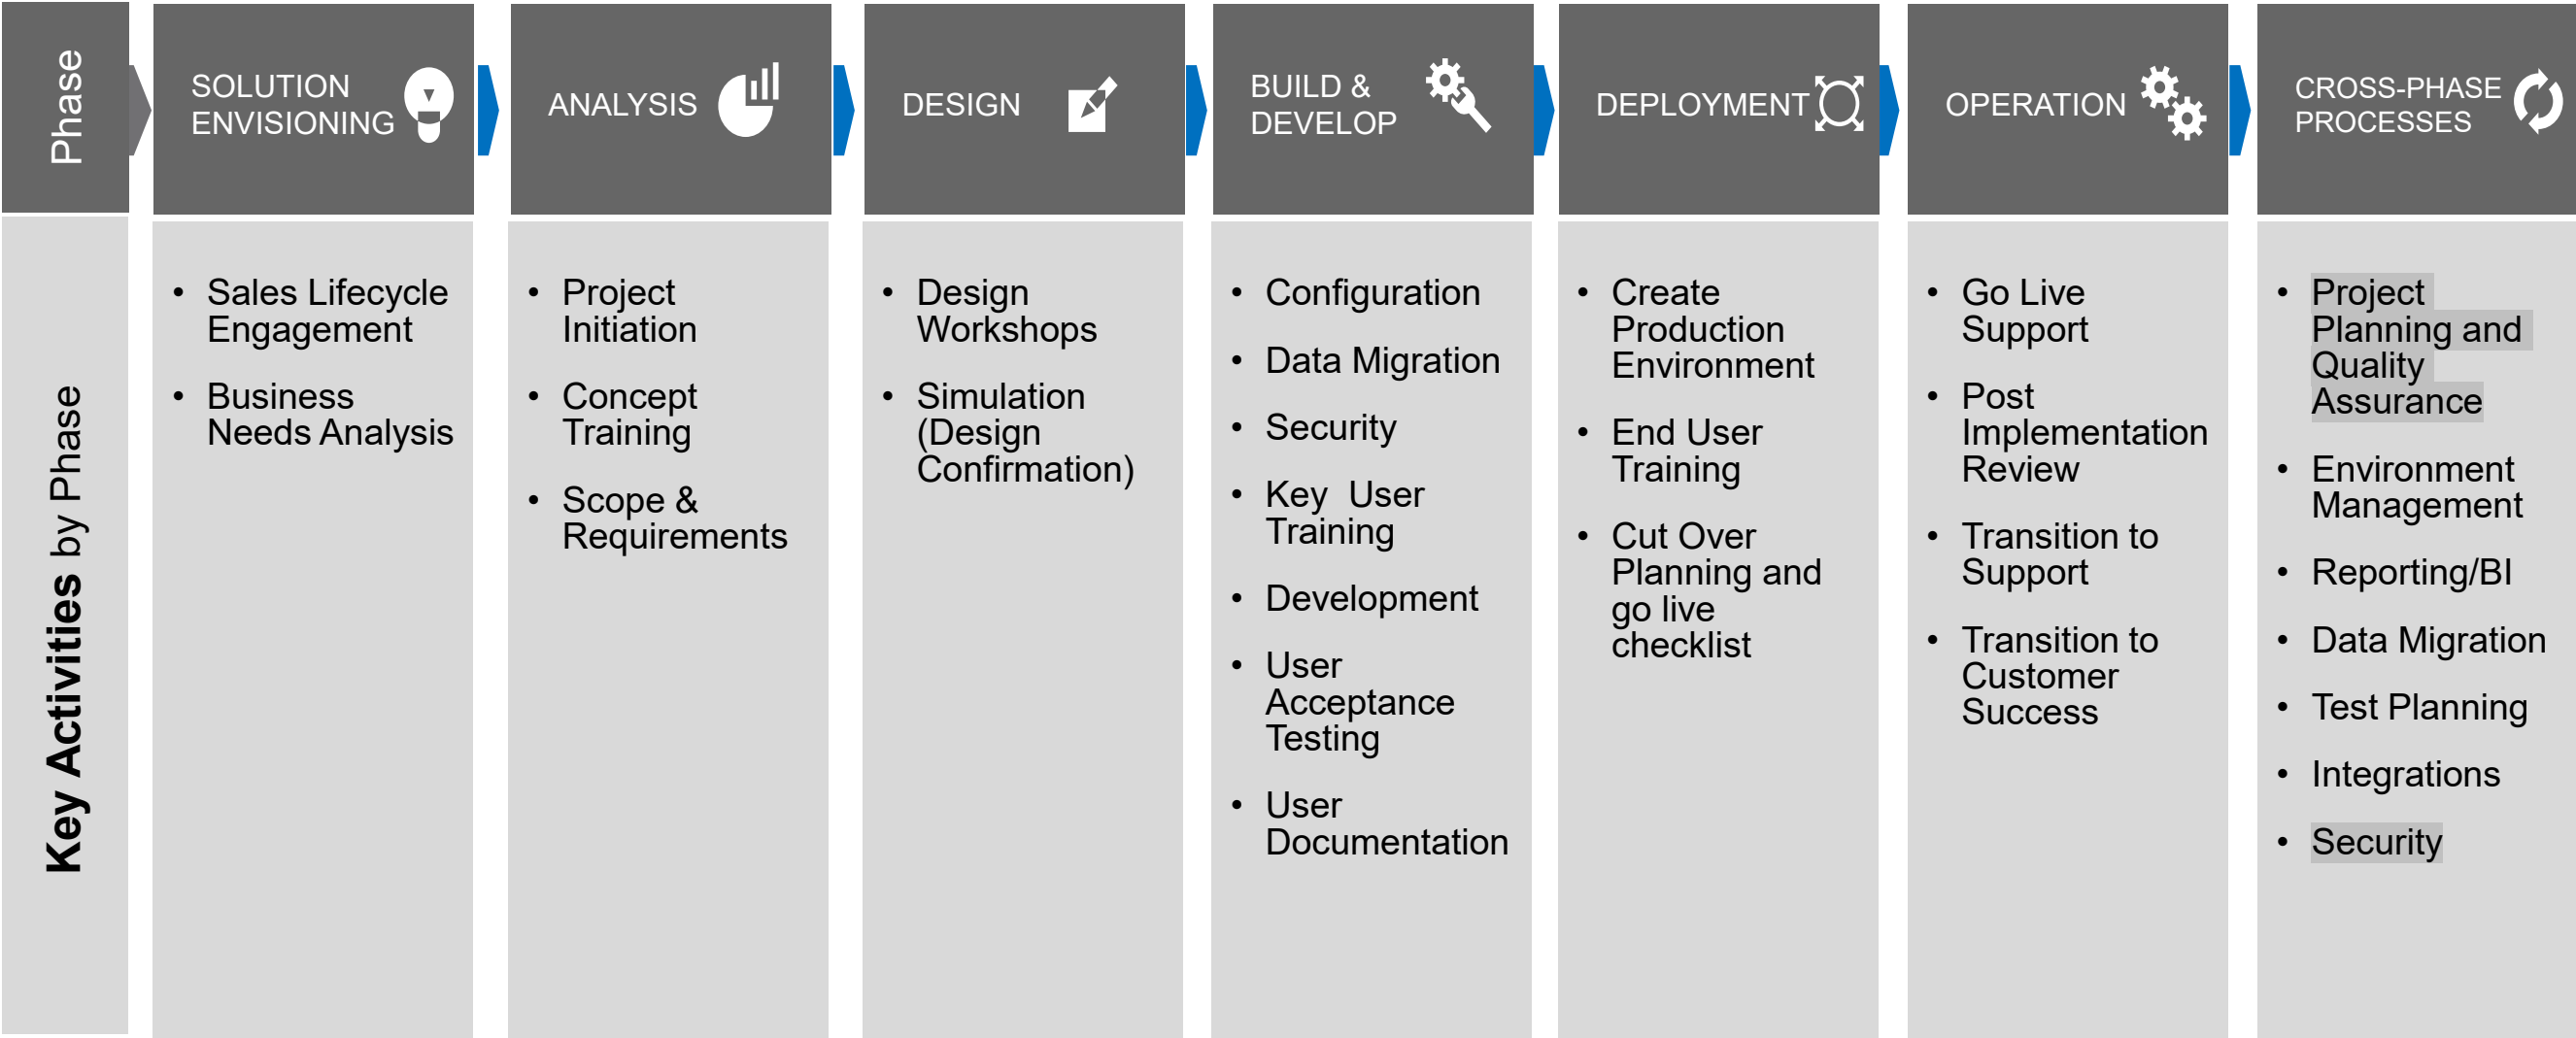 Phase
SOLUTION
ENVISIONING
ANALYSIS
DESIGN
BUILD &
DEVELOP
DEPLOYMENT
OPERATION
CROSS-PHASE
PROCESSES
Key Activities by Phase
• Sales Lifecycle
Engagement
• Business
Needs Analysis
• Project
Initiation
• Concept
Training
• Scope &
Requirements
• Design
Workshops
• Simulation
(Design
Confirmation)
• Configuration
• Data Migration
• Security
• Key  User
Training
• Development
• User
Acceptance
Testing
• User
Documentation
• Create
Production
Environment
• End User
Training
• Cut Over
Planning and
go live
checklist
• Go Live
Support
• Post
Implementation
Review
• Transition to
Support
• Transition to
Customer
Success
• Project
Planning and
Quality
Assurance
• Environment
Management
• Reporting/BI
• Data Migration
• Test Planning
• Integrations
• Security